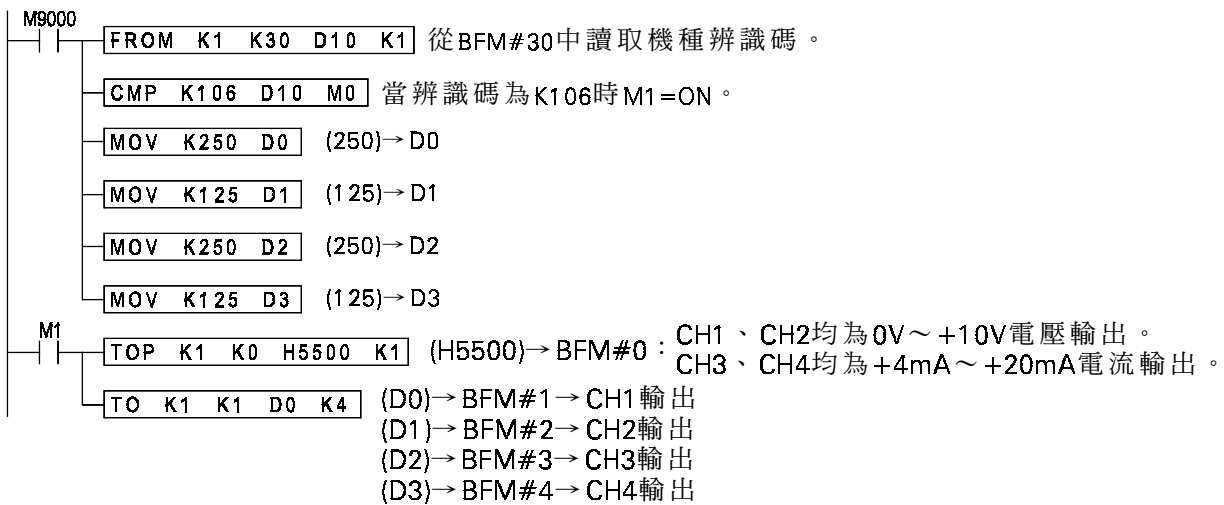 M9000
FROM K1 K30 D10 K1 從BFM#30中讀取機種辨識碼。
CMP K106 D10 M0 當辨識碼為K106時M1=ON。
MOV K250 D0 (250)→D0
MOV K125 D1 (125)→D1
MOV K250 D2 (250)→D2
MOV K125 D3 (125)→D3
M1
TOP K1 K0 H5500 K1 (H5500)→BFM#0：CH1、CH2均為0V～+10V電壓輸出。
CH3、CH4均為+4mA～+20mA電流輸出。
TO K1 K1 D0 K4 (D0)→BFM#1→CH1輸出
(D1)→BFM#2→CH2輸出
(D2)→BFM#3→CH3輸出
(D3)→BFM#4→CH4輸出